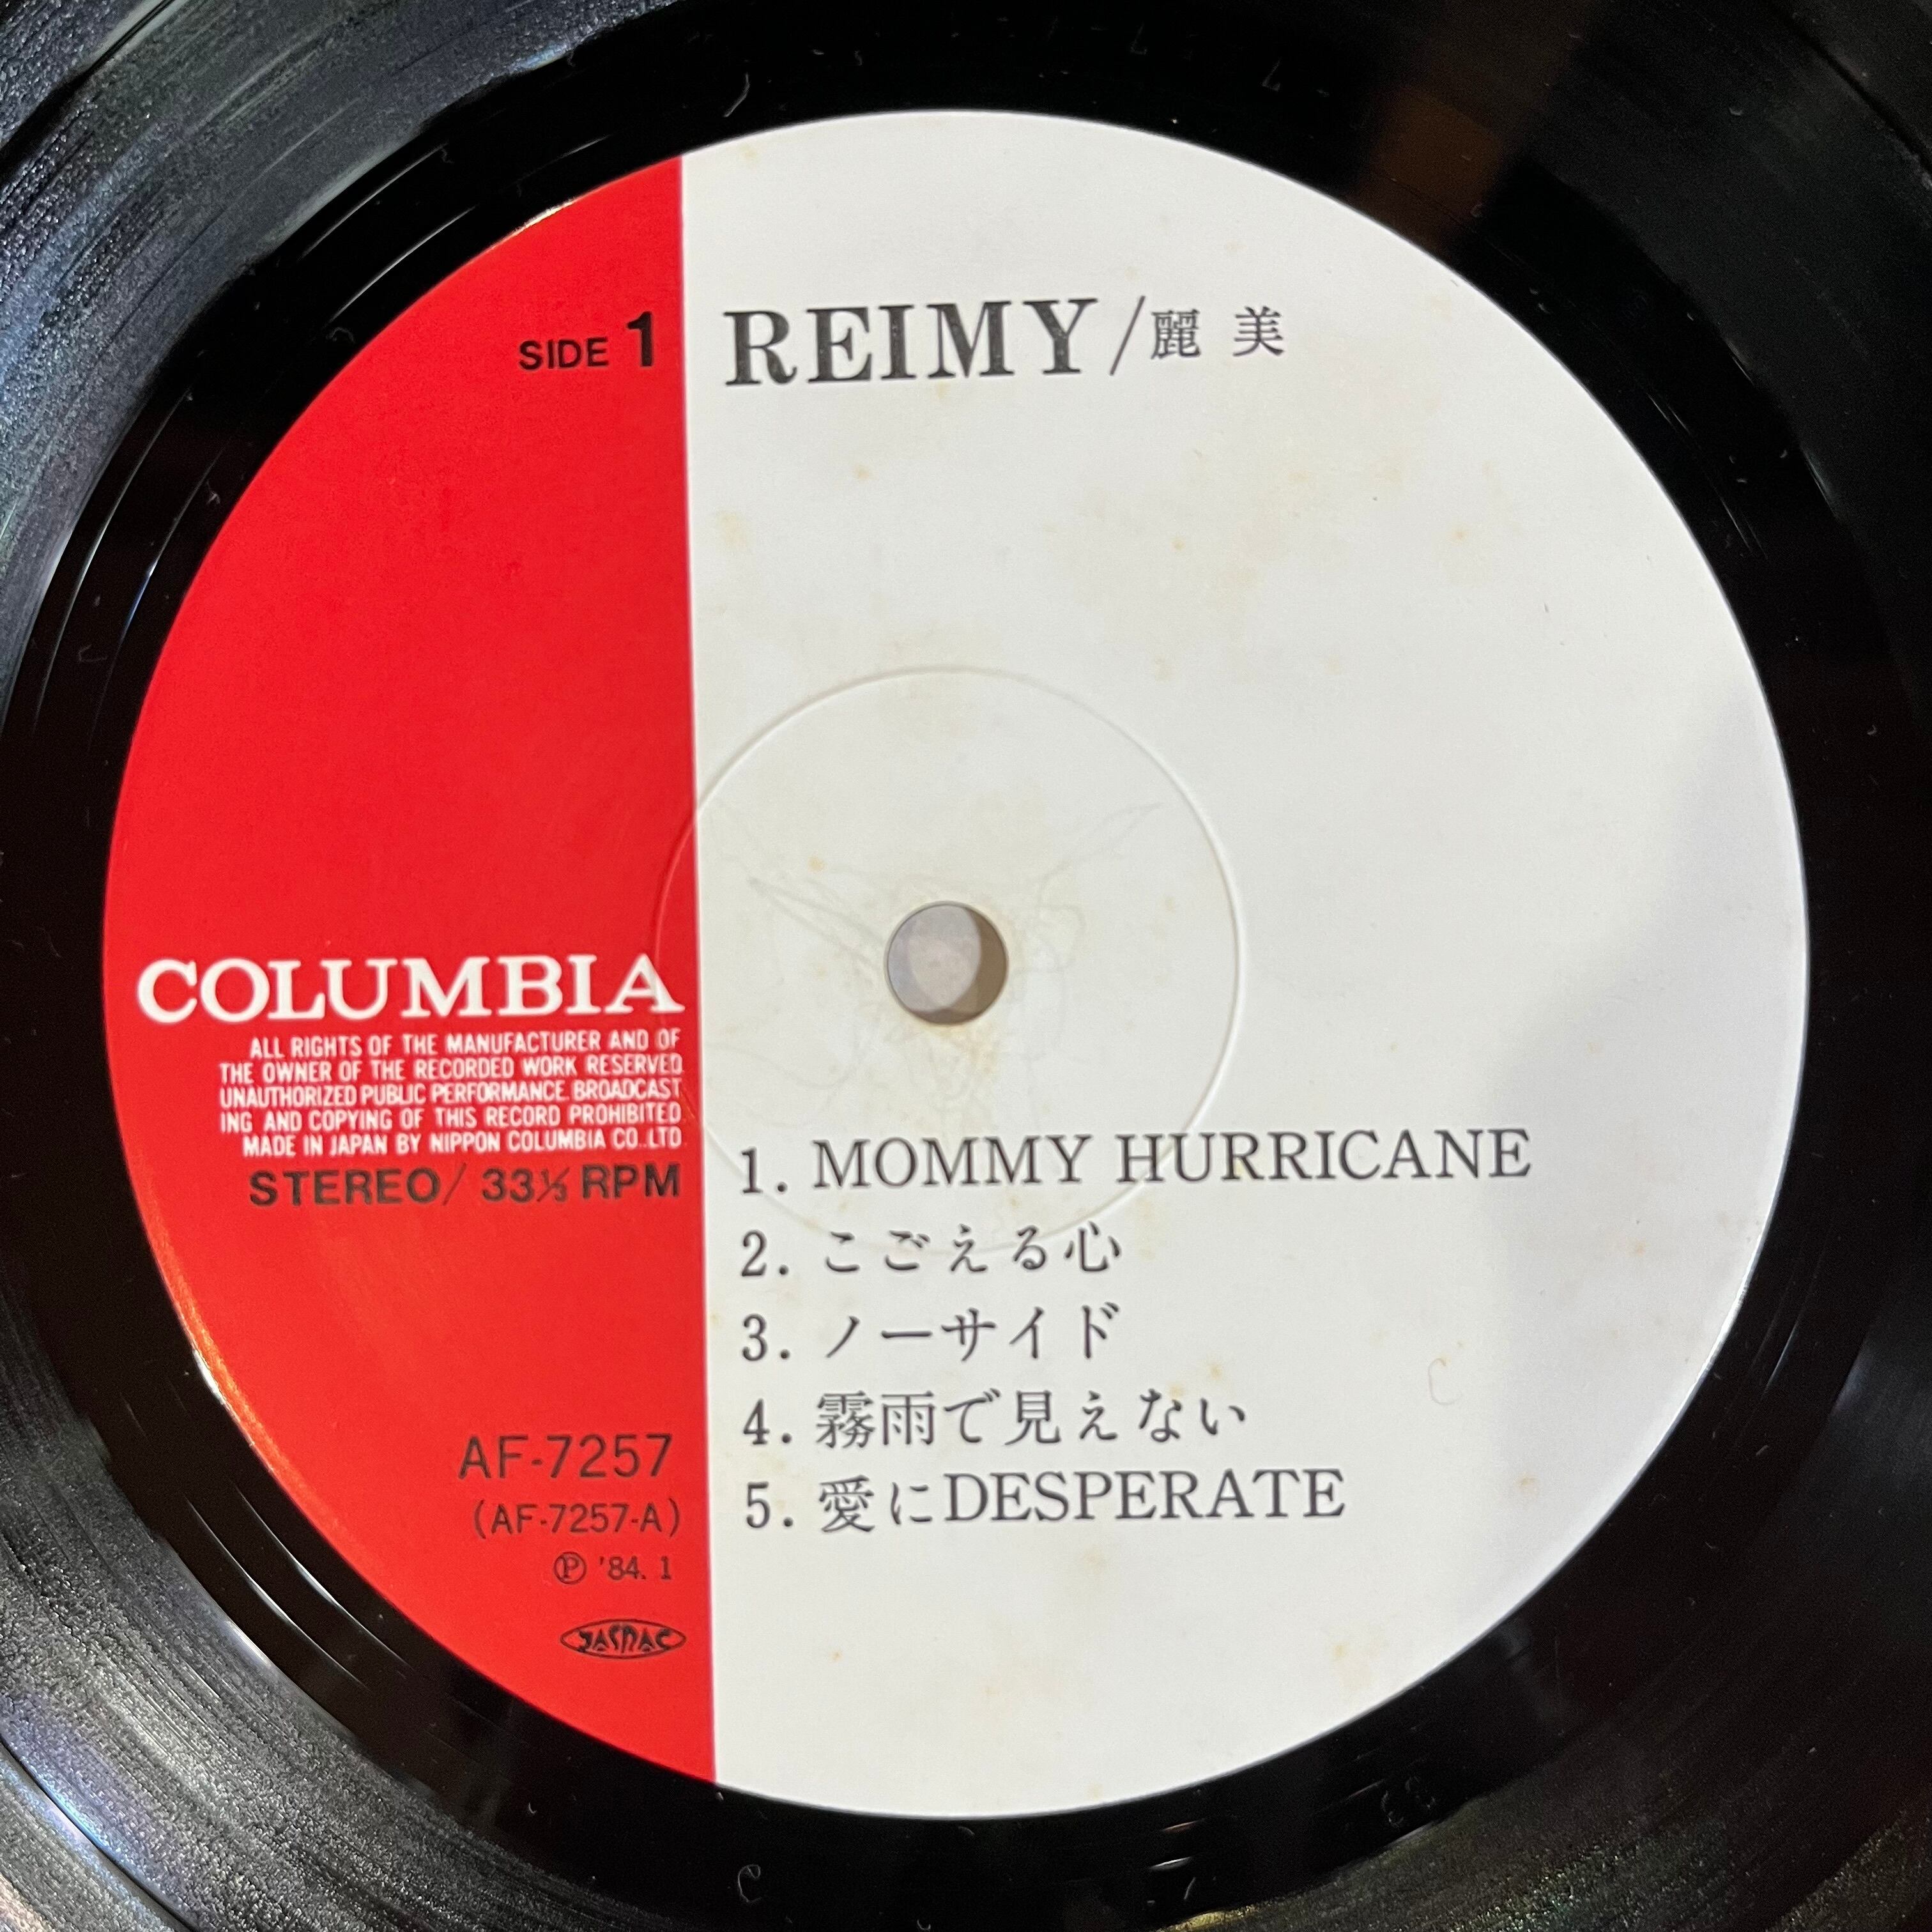 SIDE 1
REIMY/麗美
COLUMBIA
ALL RIGHTS OF THE MANUFACTURER AND OF
THE OWNER OF THE RECORDED WORK RESERVED
UNAUTHORIZED PUBLIC PERFORMANCE. BROADCAST
ING AND COPYING OF THIS RECORD PROHIBITED
MADE IN JAPAN BY NIPPON COLUMBIA CO.,LTD.
STEREO/ 33⅓ RPM
1. MOMMY HURRICANE
2. こごえる心
3. ノーサイド
4. 霧雨で見えない
5. 愛にDESPERATE
AF-7257
(AF-7257-A)
Ⓟ '84. 1
JASRAC